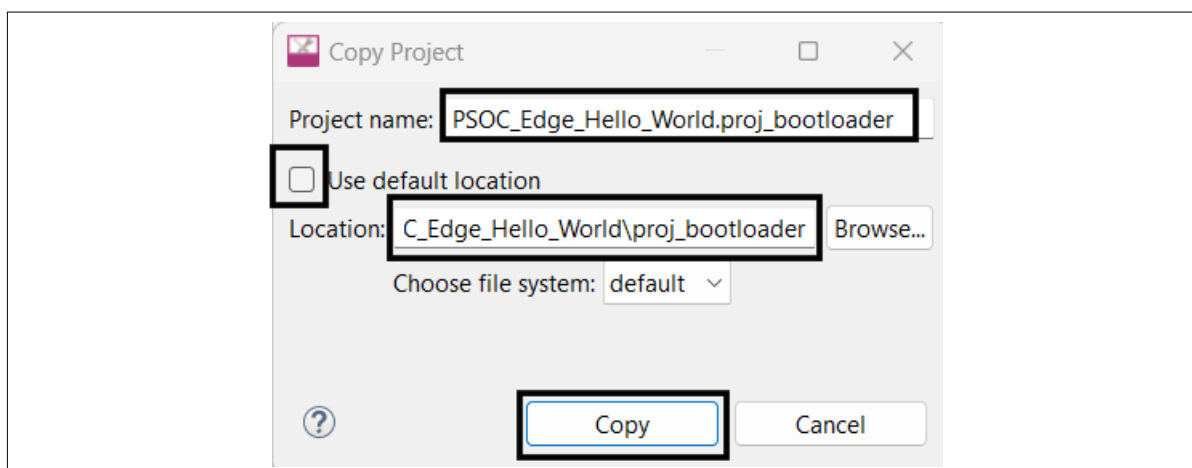 Copy Project
Project name: PSOC_Edge_Hello_World.proj_bootloader
Use default location
Location: C_Edge_Hello_World\proj_bootloader Browse...
Choose file system: default
? Copy Cancel